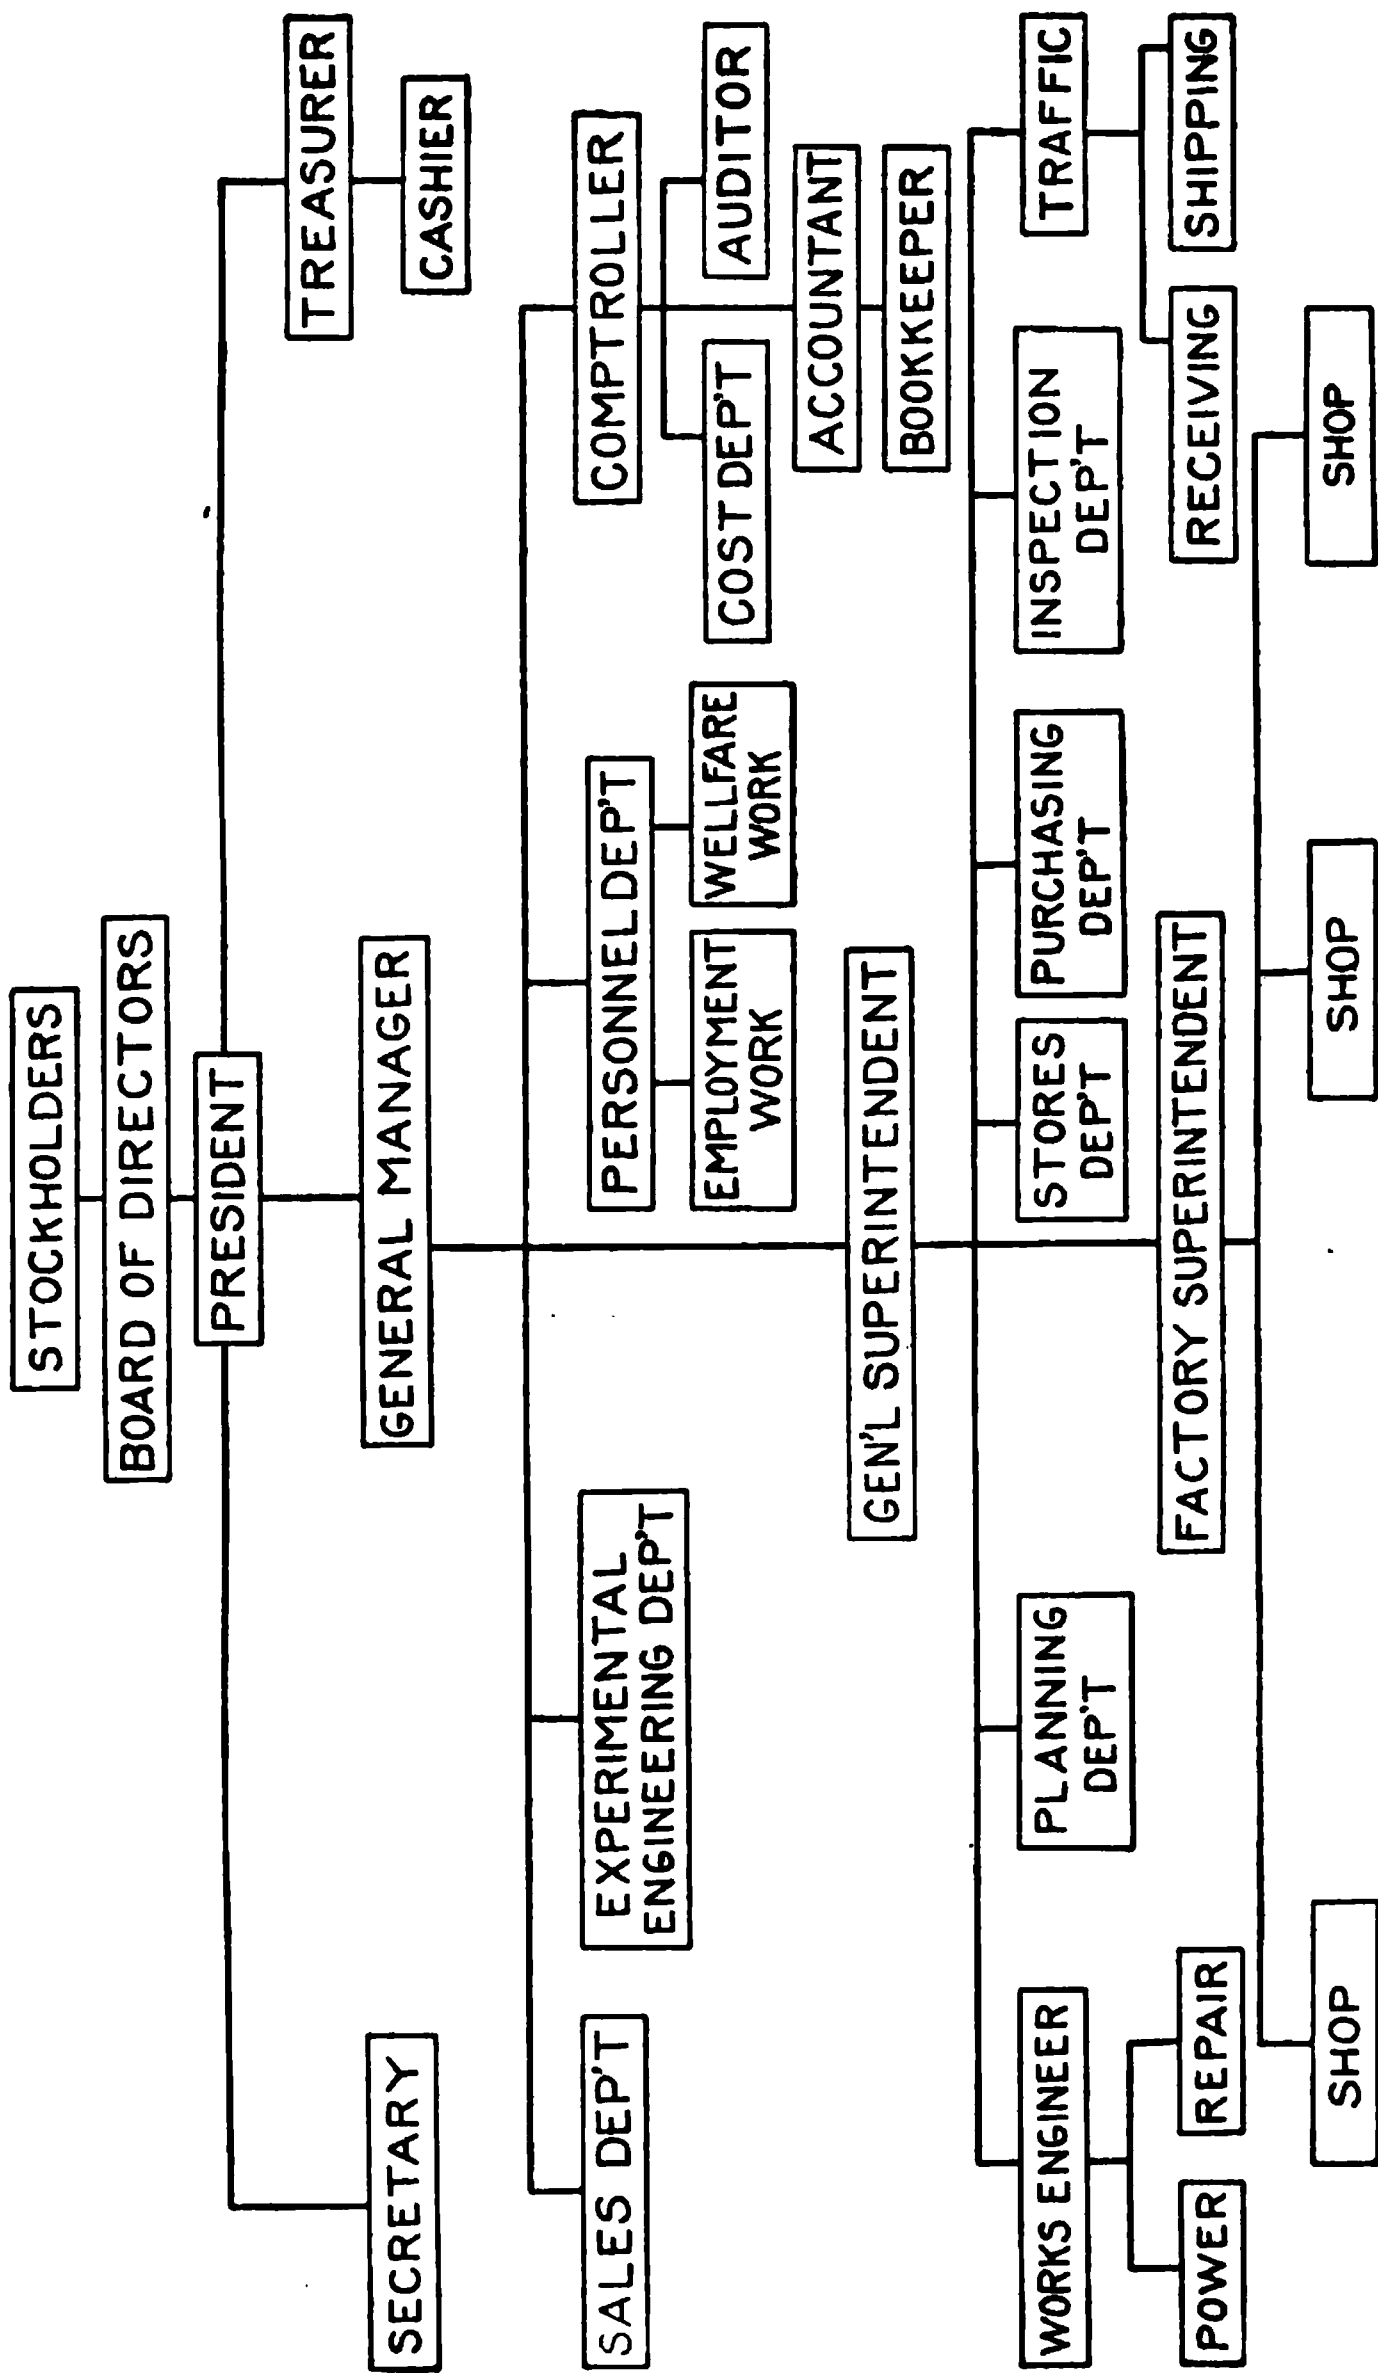 STOCKHOLDERS
BOARD OF DIRECTORS
PRESIDENT
SECRETARY
GENERAL MANAGER
TREASURER
CASHIER
SALES DEP'T
EXPERIMENTAL
ENGINEERING DEP'T
PERSONNEL DEP'T
EMPLOYMENT
WORK
WELLFARE
WORK
COMPTROLLER
COST DEP'T
AUDITOR
ACCOUNTANT
BOOKKEEPER
GEN'L SUPERINTENDENT
WORKS ENGINEER
POWER
REPAIR
PLANNING
DEP'T
STORES
DEP'T
PURCHASING
DEP'T
INSPECTION
DEP'T
TRAFFIC
RECEIVING
SHIPPING
FACTORY SUPERINTENDENT
SHOP
SHOP
SHOP